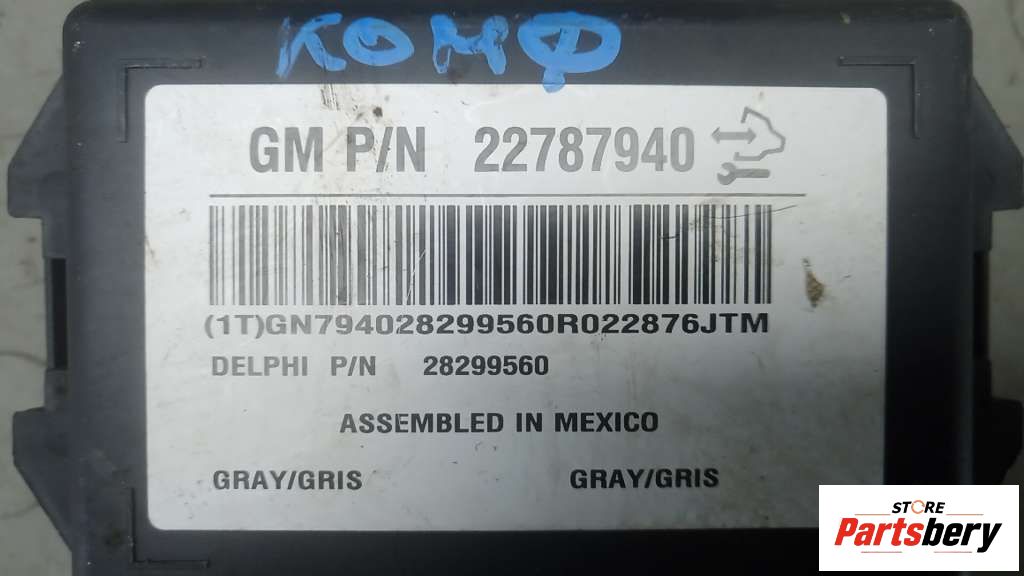 КОМФ
GM P/N 22787940
(1T)GN794028299560R022876JTM
DELPHI P/N 28299560
ASSEMBLED IN MEXICO
GRAY/GRIS GRAY/GRIS
STORE
Partsbery